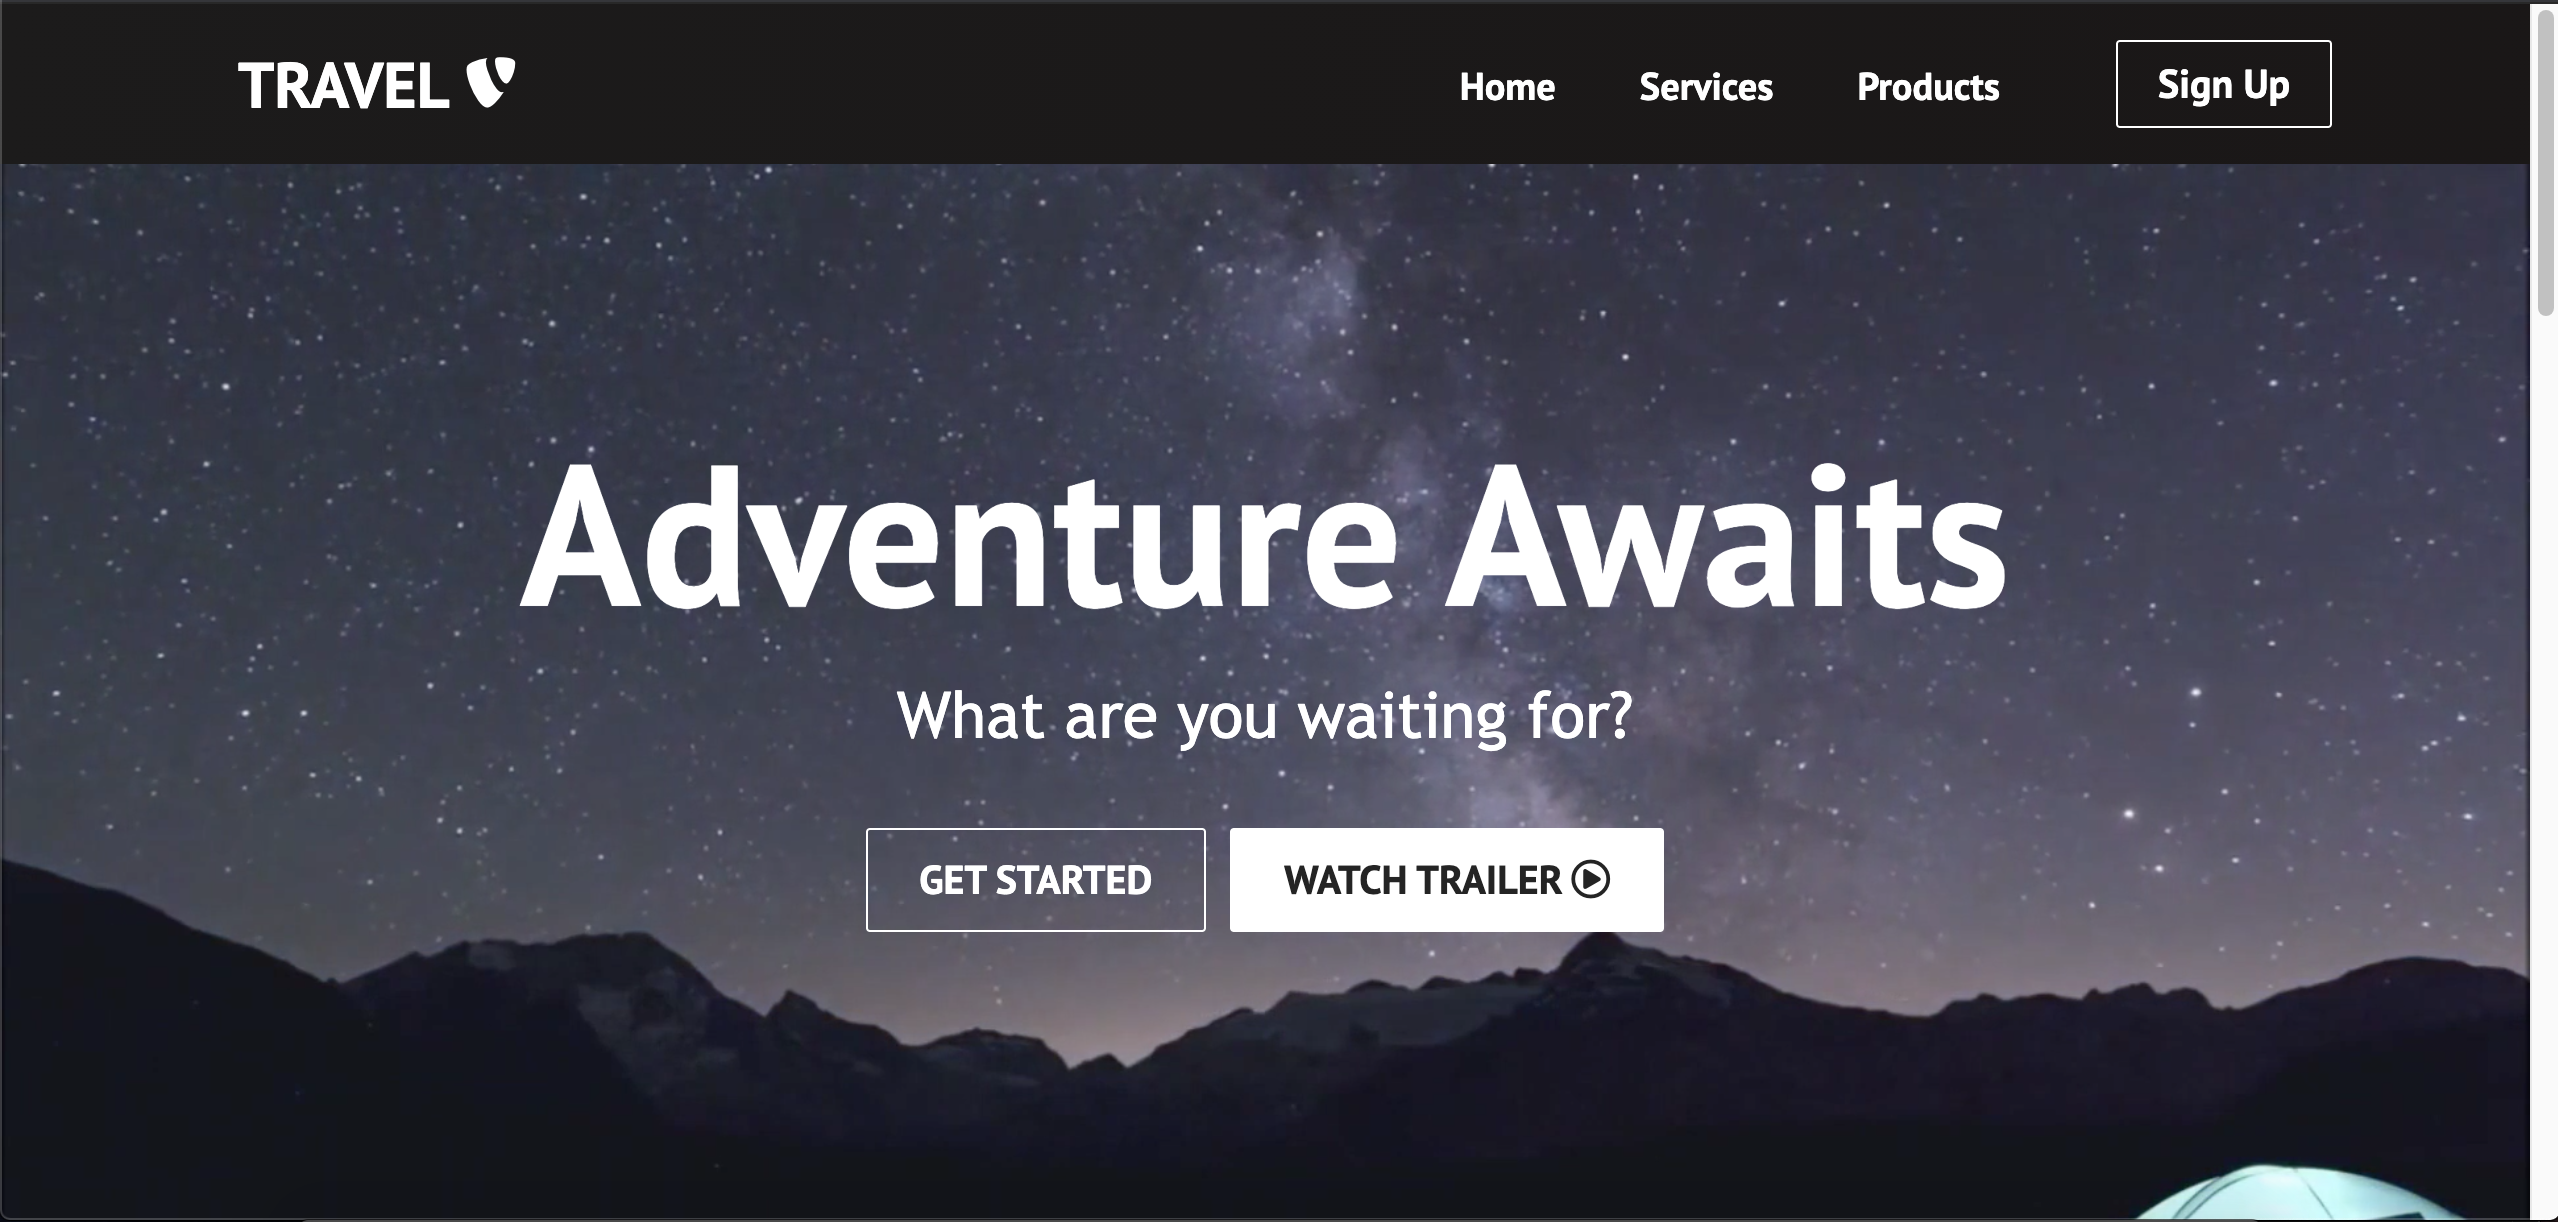 TRAVEL
Home Services Products Sign Up
Adventure Awaits
What are you waiting for?
GET STARTED WATCH TRAILER